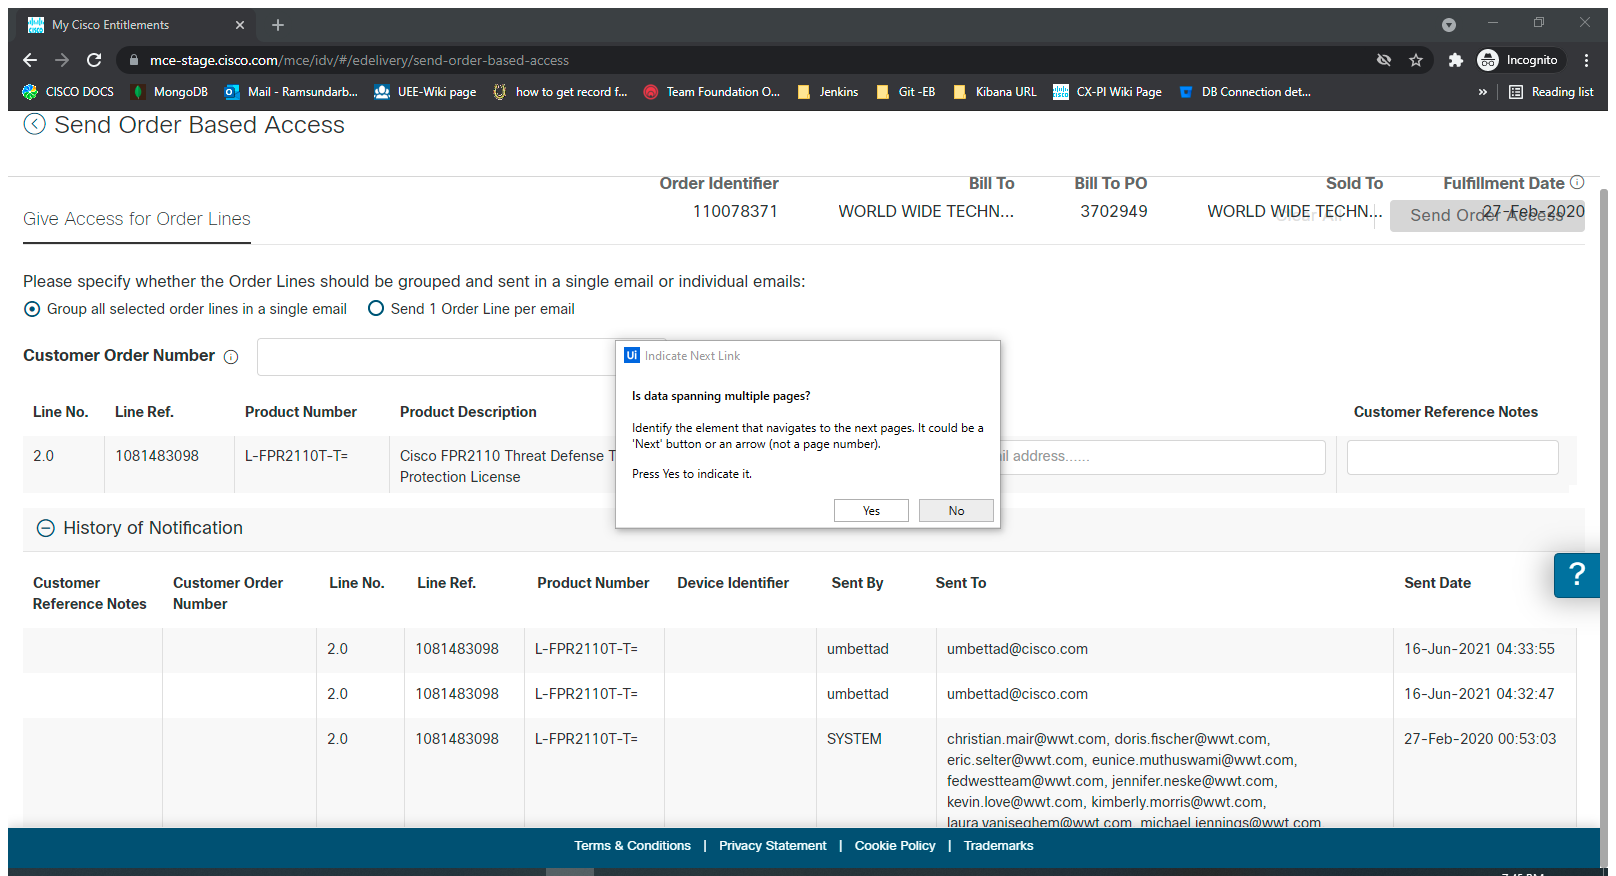 My Cisco Entitlements
mce-stage.cisco.com/mce/idv/#/edelivery/send-order-based-access
Incognito
CISCO DOCS
MongoDB
Mail - Ramsundarb...
UEE-Wiki page
how to get record f...
Team Foundation O...
Jenkins
Git -EB
Kibana URL
CX-PI Wiki Page
DB Connection det...
»
Reading list
Send Order Based Access
Order Identifier Bill To Bill To PO Sold To Fulfillment Date
110078371 WORLD WIDE TECHN... 3702949 WORLD WIDE TECHN... 27-Feb-2020
Give Access for Order Lines
Send Order Access
Please specify whether the Order Lines should be grouped and sent in a single email or individual emails:
Group all selected order lines in a single email Send 1 Order Line per email
Customer Order Number
Ui Indicate Next Link
Is data spanning multiple pages?
Identify the element that navigates to the next pages. It could be a
'Next' button or an arrow (not a page number).
Press Yes to indicate it.
Yes No
Line No. Line Ref. Product Number Product Description Customer Reference Notes
2.0 1081483098 L-FPR2110T-T= Cisco FPR2110 Threat Defense T
Protection License
il address......
History of Notification
?
Customer
Reference Notes
Customer Order
Number
Line No. Line Ref. Product Number Device Identifier Sent By Sent To Sent Date
2.0 1081483098 L-FPR2110T-T= umbettad umbettad@cisco.com 16-Jun-2021 04:33:55
2.0 1081483098 L-FPR2110T-T= umbettad umbettad@cisco.com 16-Jun-2021 04:32:47
2.0 1081483098 L-FPR2110T-T= SYSTEM christian.mair@wwt.com, doris.fischer@wwt.com, 27-Feb-2020 00:53:03
eric.selter@wwt.com, eunice.muthuswami@wwt.com,
fedwestteam@wwt.com, jennifer.neske@wwt.com,
kevin.love@wwt.com, kimberly.morris@wwt.com,
laura.vaniseghem@wwt.com, michael.jennings@wwt.com
Terms & Conditions | Privacy Statement | Cookie Policy | Trademarks